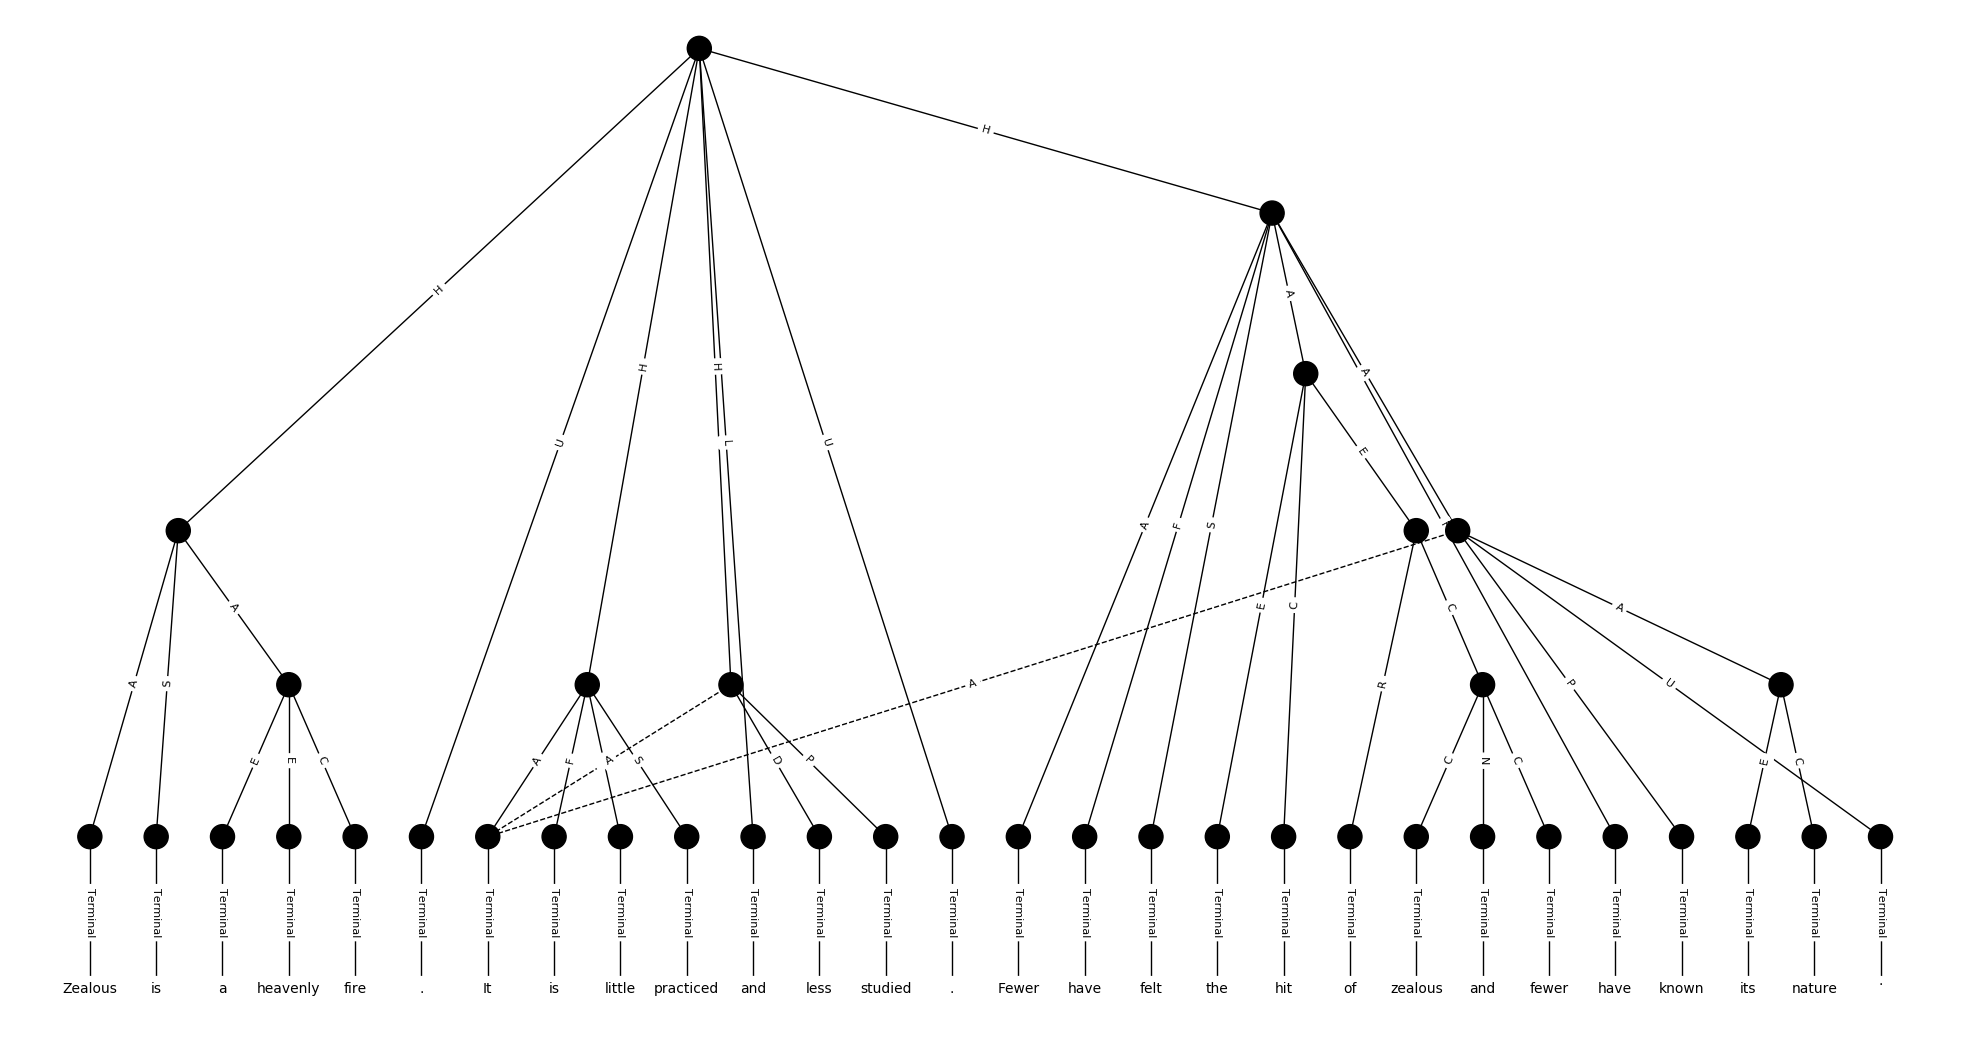 H
H
A
H
A
H
H
L
U
U
E
A
F
S
A
E
C
C
A
A
S
A
R
P
U
A
E
E
C
A
F
A
S
D
P
C
N
C
E
C
Terminal Terminal Terminal Terminal Terminal Terminal Terminal Terminal Terminal Terminal Terminal Terminal Terminal Terminal Terminal Terminal Terminal Terminal Terminal Terminal Terminal Terminal Terminal Terminal Terminal Terminal Terminal Terminal
Zealous is a heavenly fire . It is little practiced and less studied . Fewer have felt the hit of zealous and fewer have known its nature .